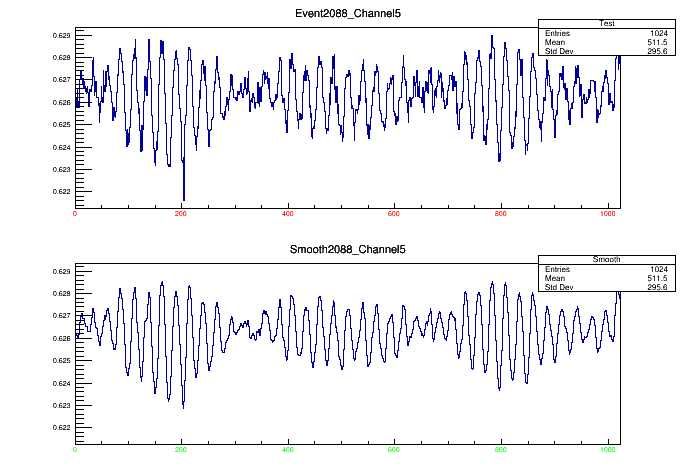 Event2088_Channel5
Test
Entries 1024
Mean 511.5
Std Dev 295.6
0.629
0.628
0.627
0.626
0.625
0.624
0.623
0.622
0 200 400 600 800 1000
Smooth2088_Channel5
Smooth
Entries 1024
Mean 511.5
Std Dev 295.6
0.629
0.628
0.627
0.626
0.625
0.624
0.623
0.622
0 200 400 600 800 1000